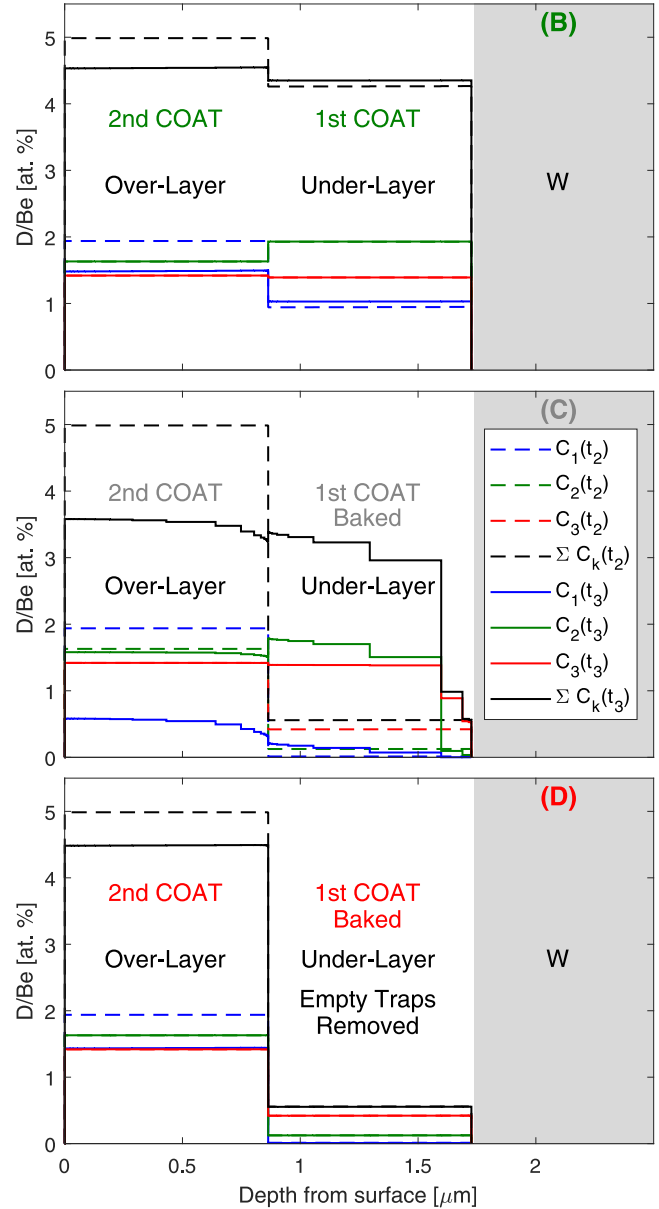 (B)
5
4
3
2
1
0
D/Be [at. %]
2nd COAT
1st COAT
Over-Layer
Under-Layer
W
(C)
5
4
3
2
1
0
D/Be [at. %]
2nd COAT
1st COAT
Baked
Over-Layer
Under-Layer
C1(t2)
C2(t2)
C3(t2)
Σ Ck(t2)
C1(t3)
C2(t3)
C3(t3)
Σ Ck(t3)
(D)
5
4
3
2
1
0
D/Be [at. %]
2nd COAT
1st COAT
Baked
Over-Layer
Under-Layer
W
Empty Traps
Removed
0 0.5 1 1.5 2
Depth from surface [μm]